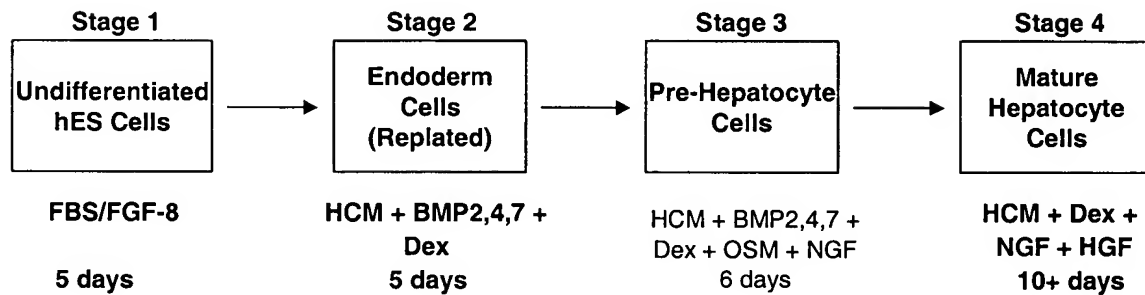 Stage 1
Undifferentiated
hES Cells
FBS/FGF-8
5 days
Stage 2
Endoderm
Cells
(Replated)
HCM + BMP2,4,7 +
Dex
5 days
Stage 3
Pre-Hepatocyte
Cells
HCM + BMP2,4,7 +
Dex + OSM + NGF
6 days
Stage 4
Mature
Hepatocyte
Cells
HCM + Dex +
NGF + HGF
10+ days